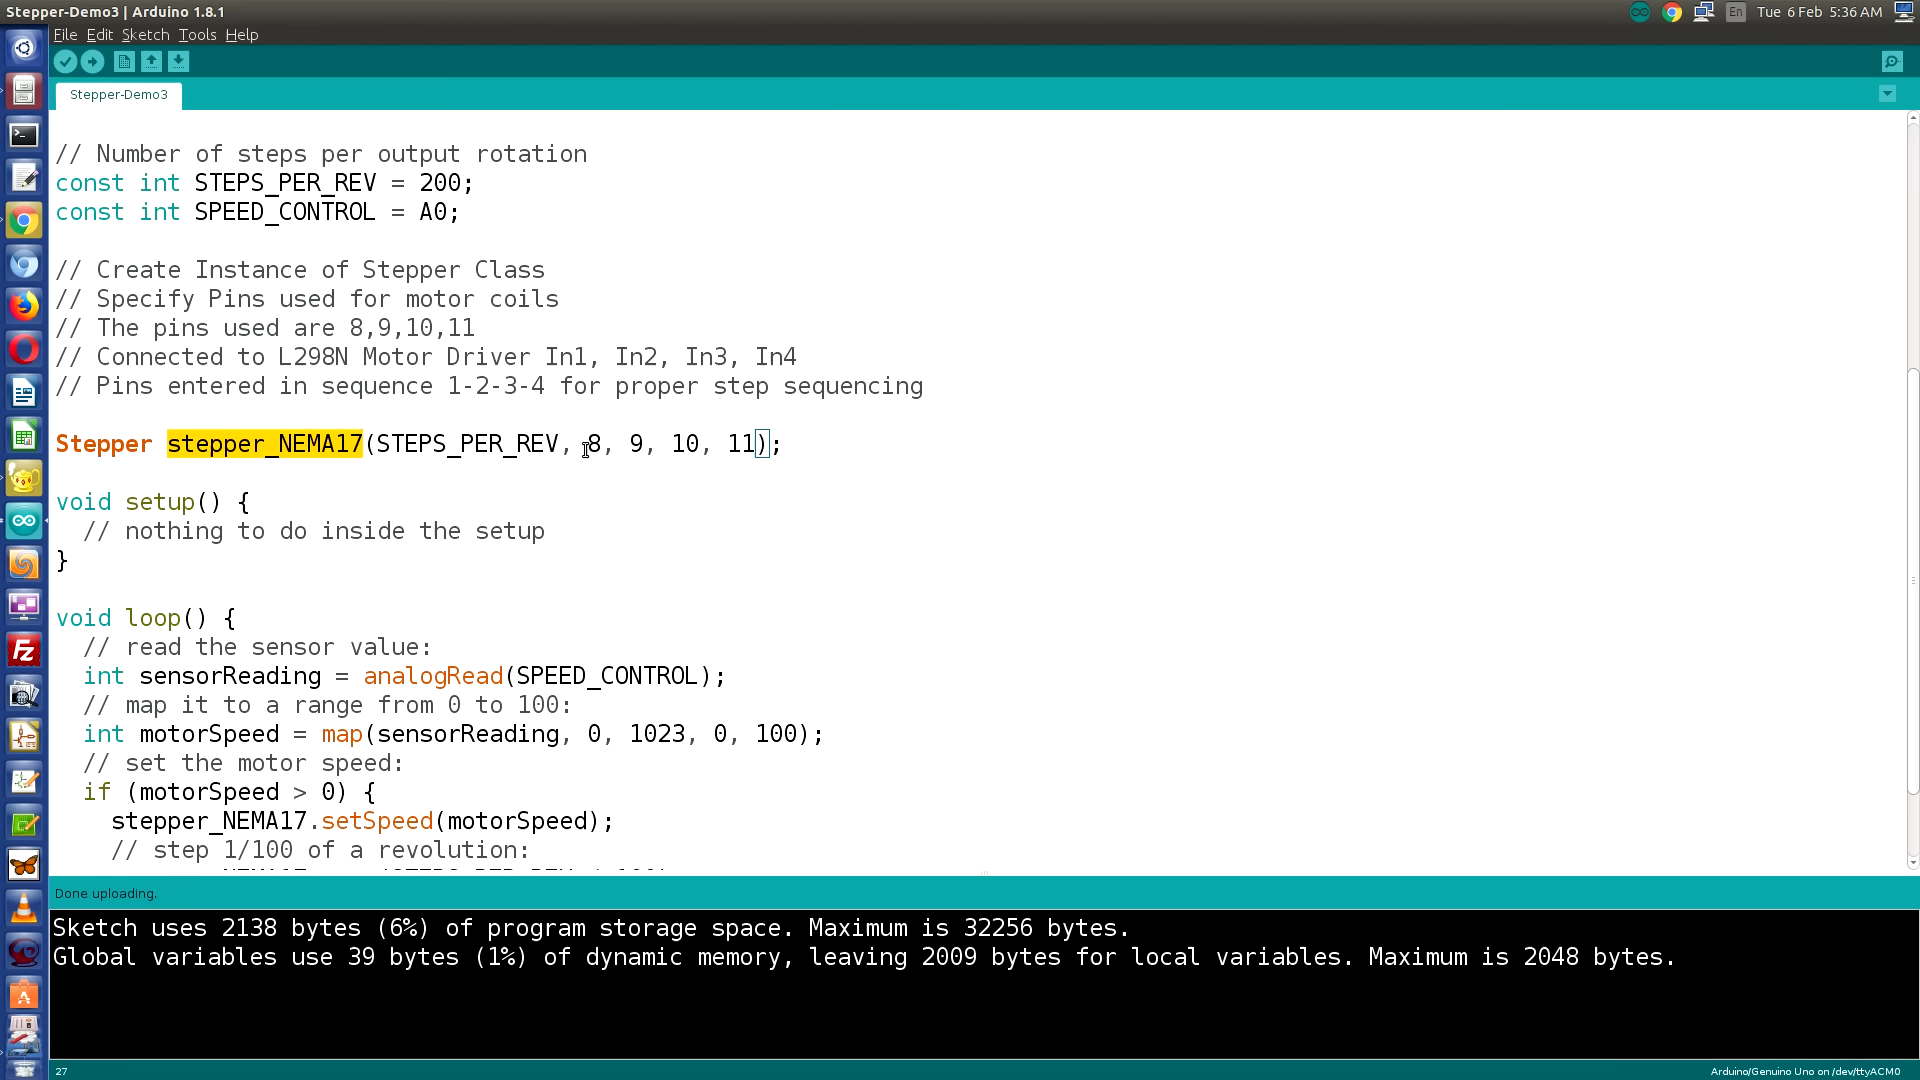 Stepper-Demo3 | Arduino 1.8.1
En
Tue 6 Feb 5:36 AM
File Edit Sketch Tools Help
Stepper-Demo3
// Number of steps per output rotation
const int STEPS_PER_REV = 200;
const int SPEED_CONTROL = A0;
// Create Instance of Stepper Class
// Specify Pins used for motor coils
// The pins used are 8,9,10,11
// Connected to L298N Motor Driver In1, In2, In3, In4
// Pins entered in sequence 1-2-3-4 for proper step sequencing
Stepper stepper_NEMA17(STEPS_PER_REV, 8, 9, 10, 11);
void setup() {
// nothing to do inside the setup
}
void loop() {
// read the sensor value:
int sensorReading = analogRead(SPEED_CONTROL);
// map it to a range from 0 to 100:
int motorSpeed = map(sensorReading, 0, 1023, 0, 100);
// set the motor speed:
if (motorSpeed > 0) {
stepper_NEMA17.setSpeed(motorSpeed);
// step 1/100 of a revolution:
Done uploading.
Sketch uses 2138 bytes (6%) of program storage space. Maximum is 32256 bytes.
Global variables use 39 bytes (1%) of dynamic memory, leaving 2009 bytes for local variables. Maximum is 2048 bytes.
27
Arduino/Genuino Uno on /dev/ttyACM0